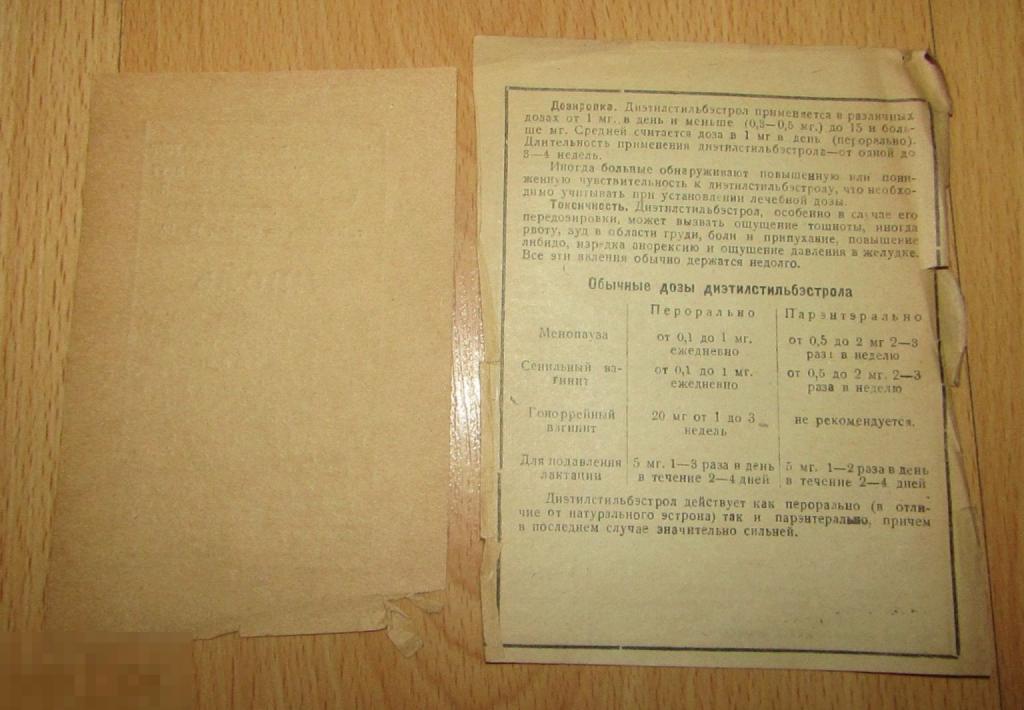 Дозировка. Диэтилстильбэстрол применяется в различных
дозах от 1 мг. в день и меньше (0,3—0,5 мг.) до 15 и боль-
ше мг. Средней считается доза в 1 мг в день (перорально).
Длительность применения диэтилстильбэстрола—от одной до
3—4 недель.
Иногда больные обнаруживают повышенную или пони-
женную чувствительность к диэтилстильбэстролу, что необхо-
димо учитывать при установлении лечебной дозы.
Токсичность. Диэтилстильбэстрол, особенно в случае его
передозировки, может вызвать ощущение тошноты, иногда
рвоту, зуд в области груди, боли и припухание, повышение
либидо, изредка анорексию и ощущение давления в желудке.
Все эти явления обычно держатся недолго.
Обычные дозы диэтилстильбэстрола
Перорально Парэнтэрально
Менопауза от 0,1 до 1 мг. от 0,5 до 2 мг 2—3
ежедневно раза в неделю
Сенильный ва- от 0,1 до 1 мг. от 0,5 до 2 мг. 2—3
гинит ежедневно раза в неделю
Гоноррейный 20 мг от 1 до 3 не рекомендуется.
вагинит недель
Для подавления 5 мг. 1—3 раза в день 5 мг. 1—2 раза в день
лактации в течение 2—4 дней в течение 2—4 дней
Диэтилстильбэстрол действует как перорально (в отли-
чие от натурального эстрона) так и парэнтерально, причем
в последнем случае значительно сильней.